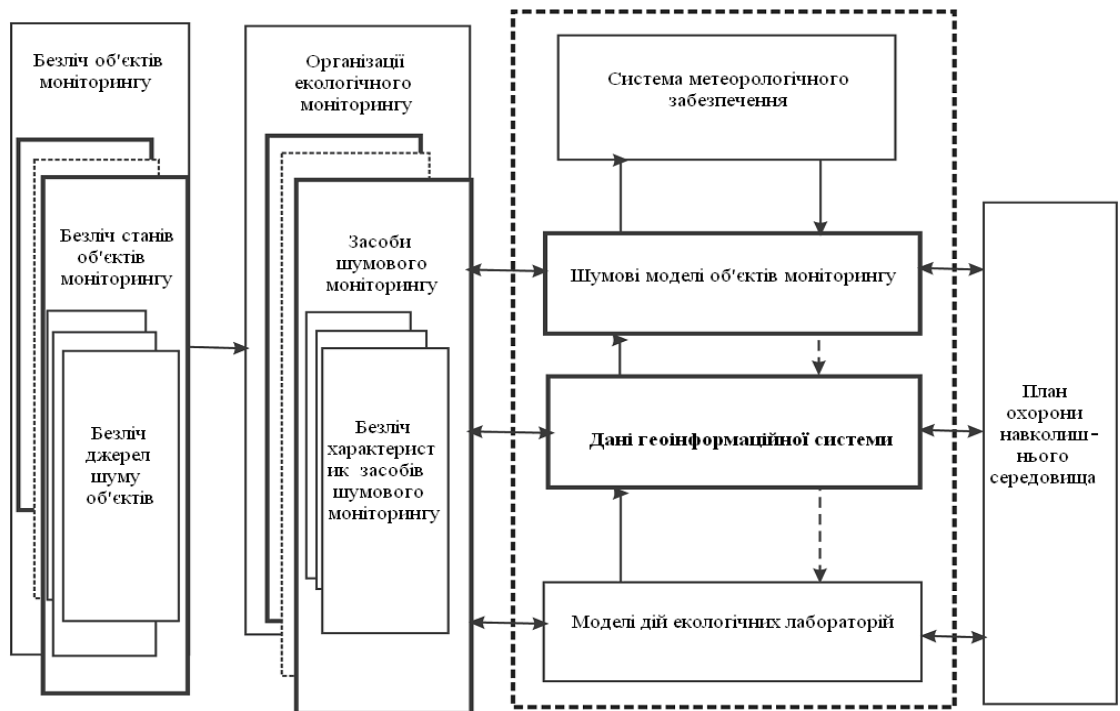 Безліч об'єктів
моніторингу
Безліч станів
об'єктів
моніторингу
Безліч
джерел
шуму
об'єктів
Організації
екологічного
моніторингу
Засоби
шумового
моніторингу
Безліч
характерист
ик засобів
шумового
моніторингу
Система метеорологічного
забезпечення
Шумові моделі об'єктів моніторингу
Дані геоінформаційної системи
Моделі дій екологічних лабораторій
План
охорони
навколиш-
нього
середовища